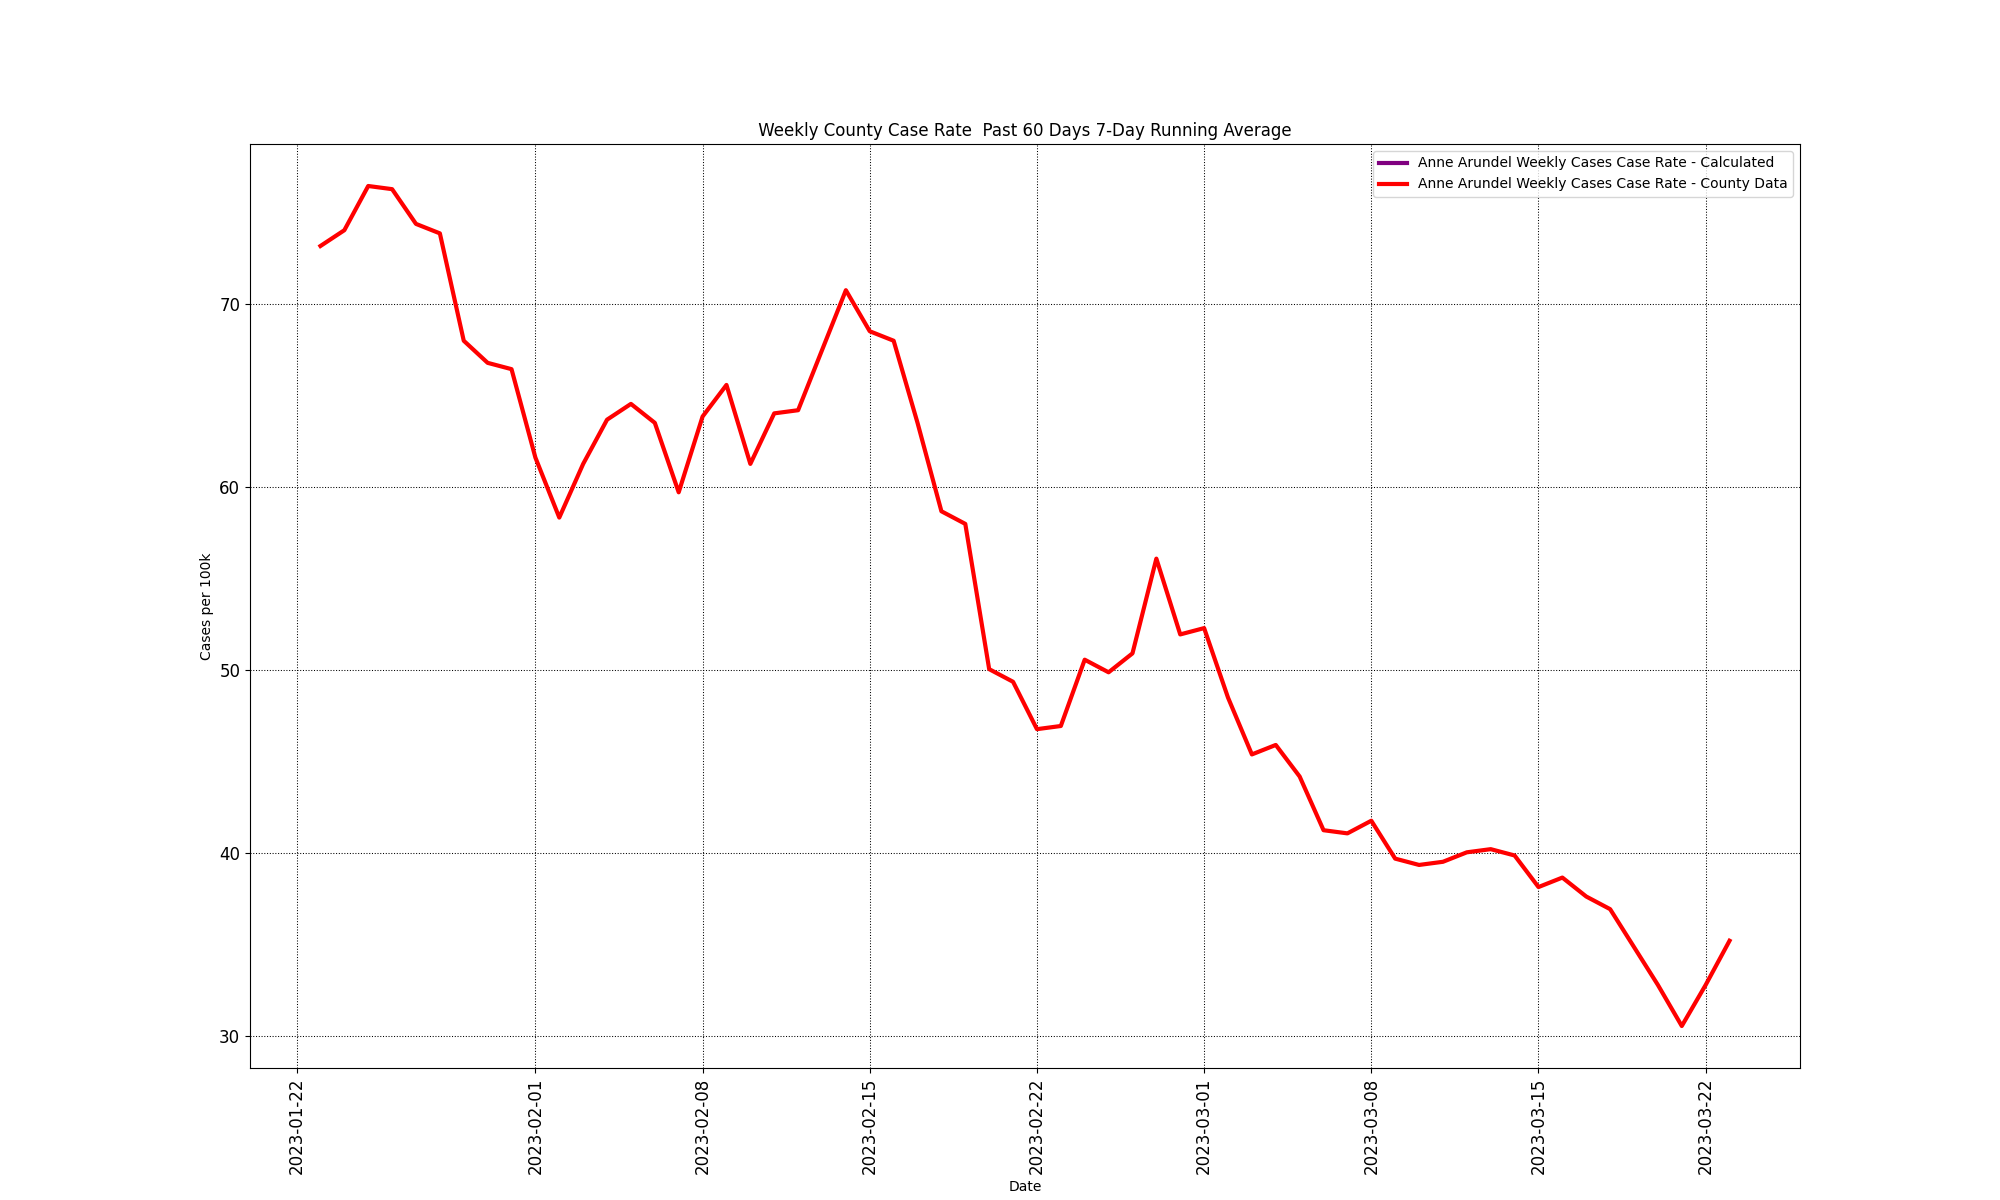 Weekly County Case Rate  Past 60 Days 7-Day Running Average
Anne Arundel Weekly Cases Case Rate - Calculated
Anne Arundel Weekly Cases Case Rate - County Data
Cases per 100k
70
60
50
40
30
2023-01-22
2023-02-01
2023-02-08
2023-02-15
2023-02-22
2023-03-01
2023-03-08
2023-03-15
2023-03-22
Date